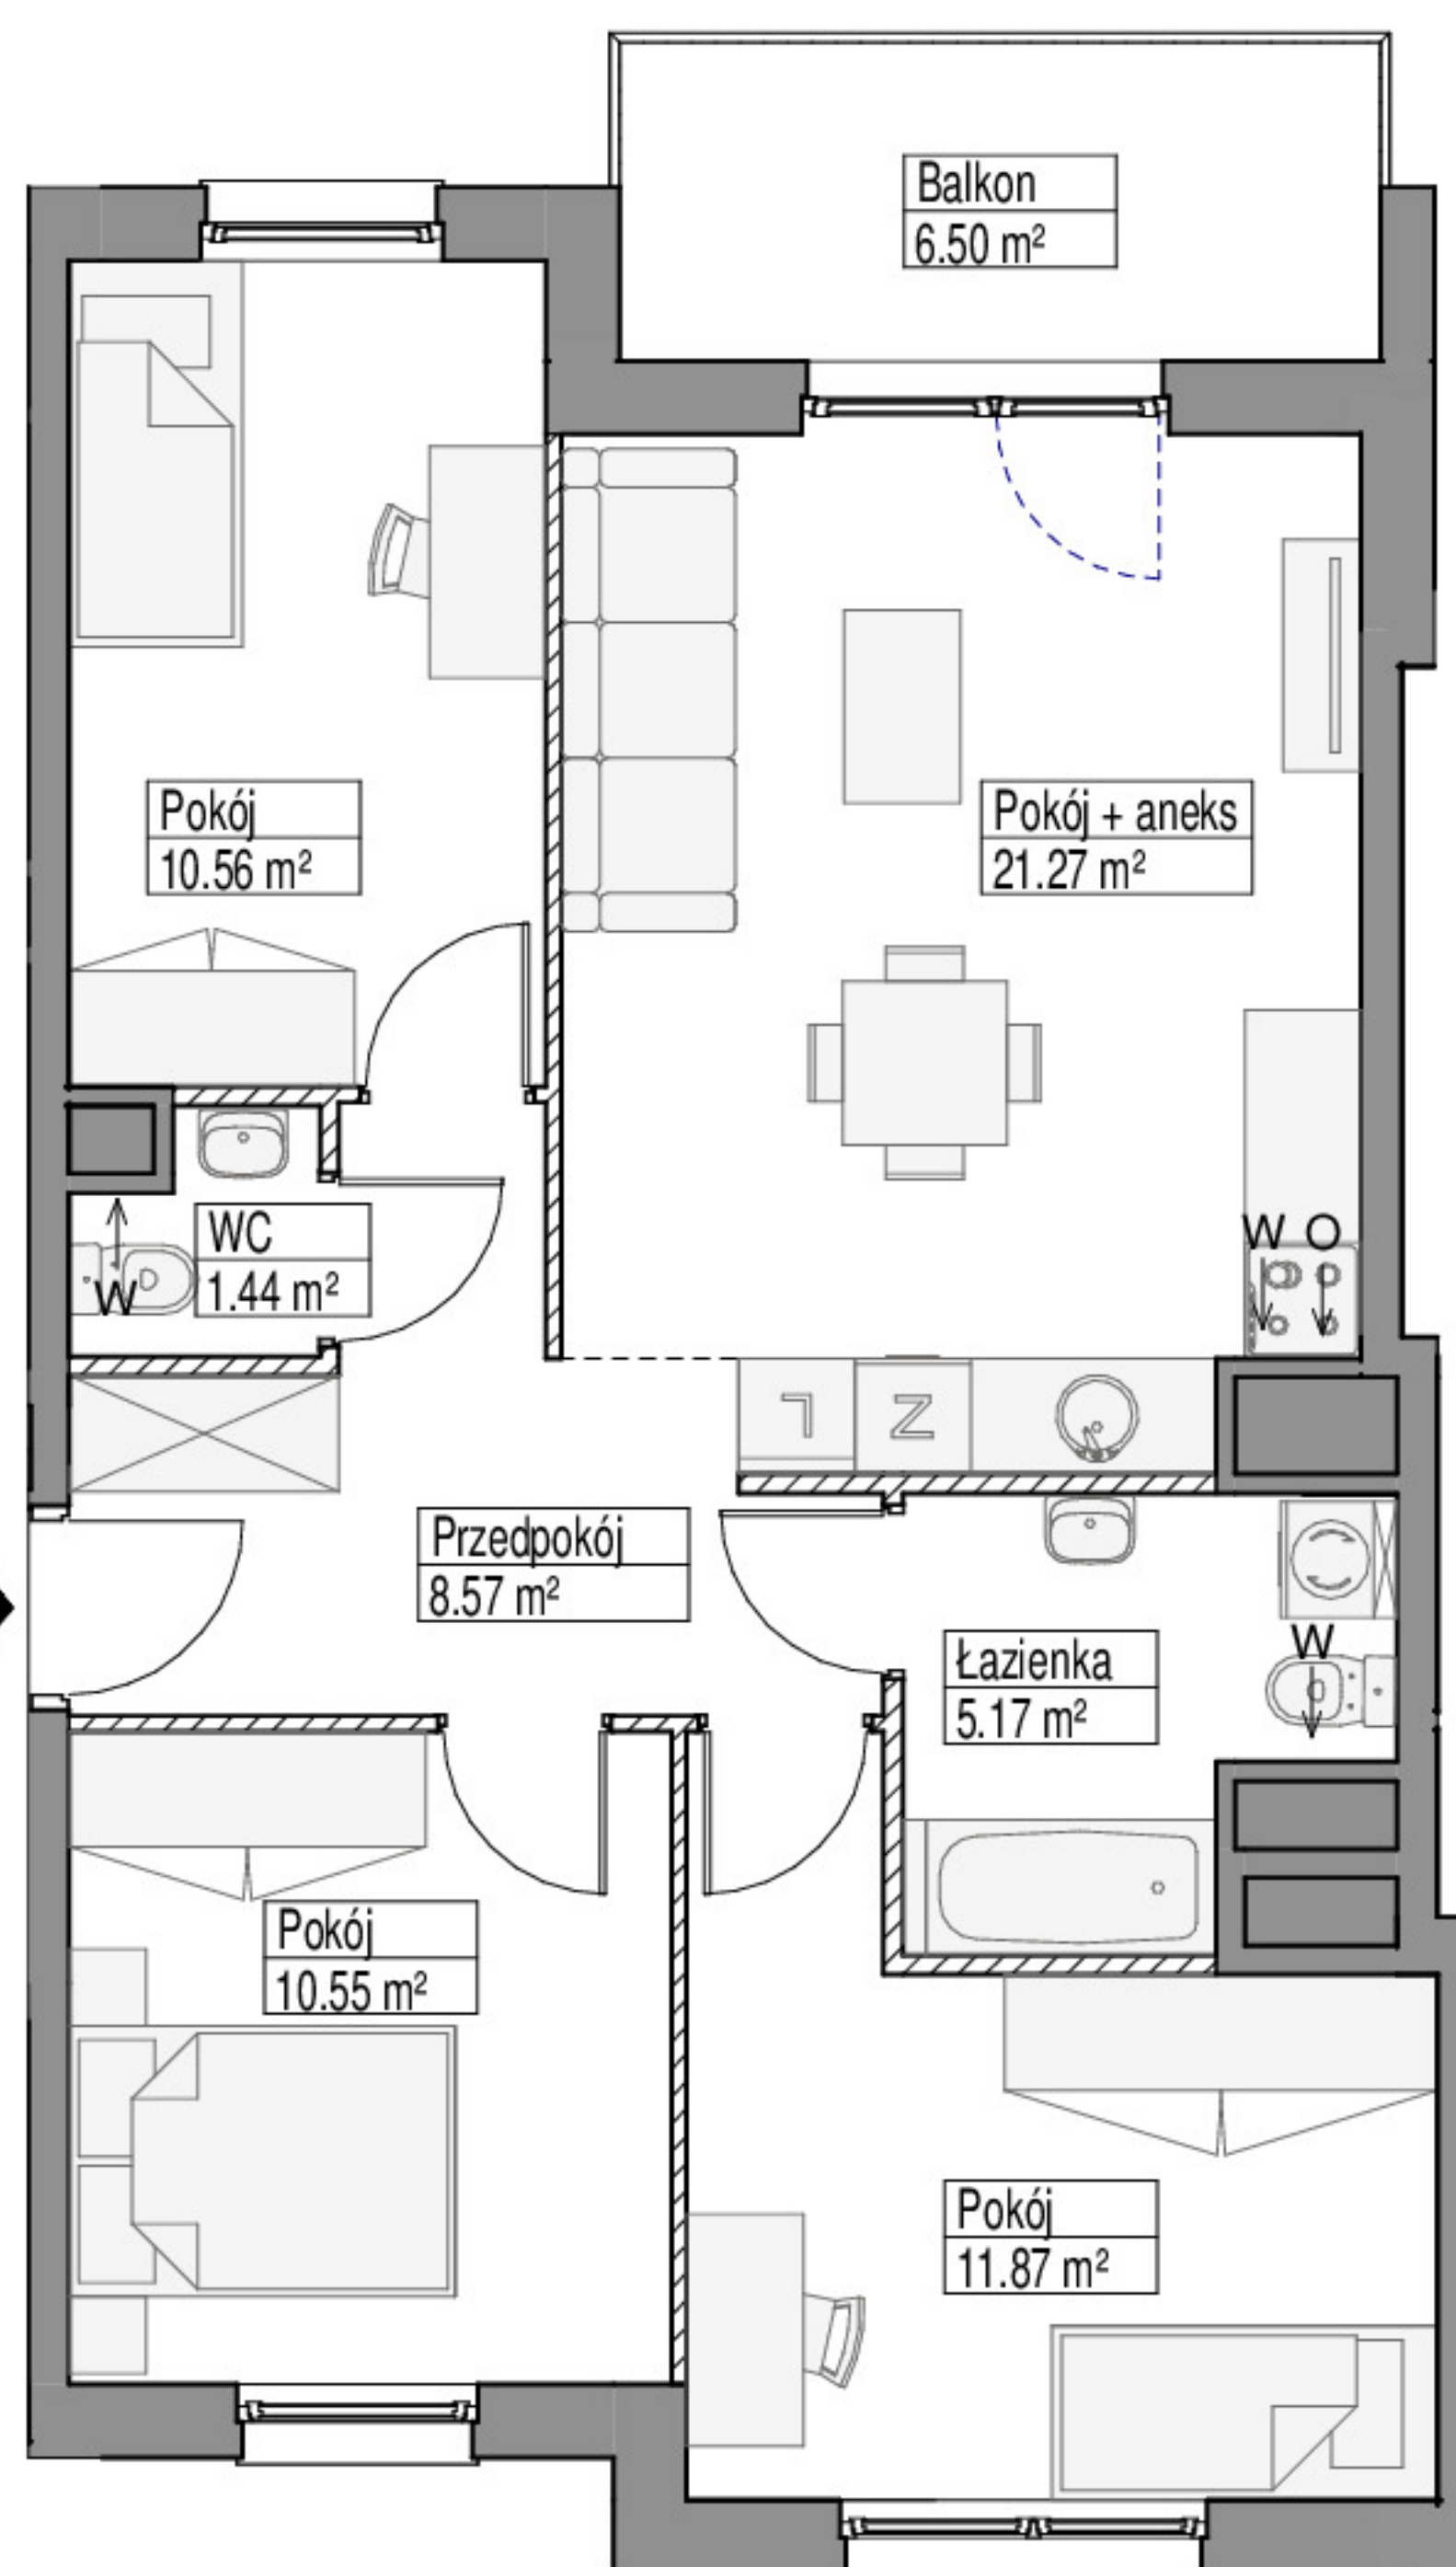 Balkon
6.50 m²
Pokój
10.56 m²
Pokój + aneks
21.27 m²
WC
1.44 m²
W
W O
L
Z
Przedpokój
8.57 m²
Łazienka
5.17 m²
W
Pokój
10.55 m²
Pokój
11.87 m²